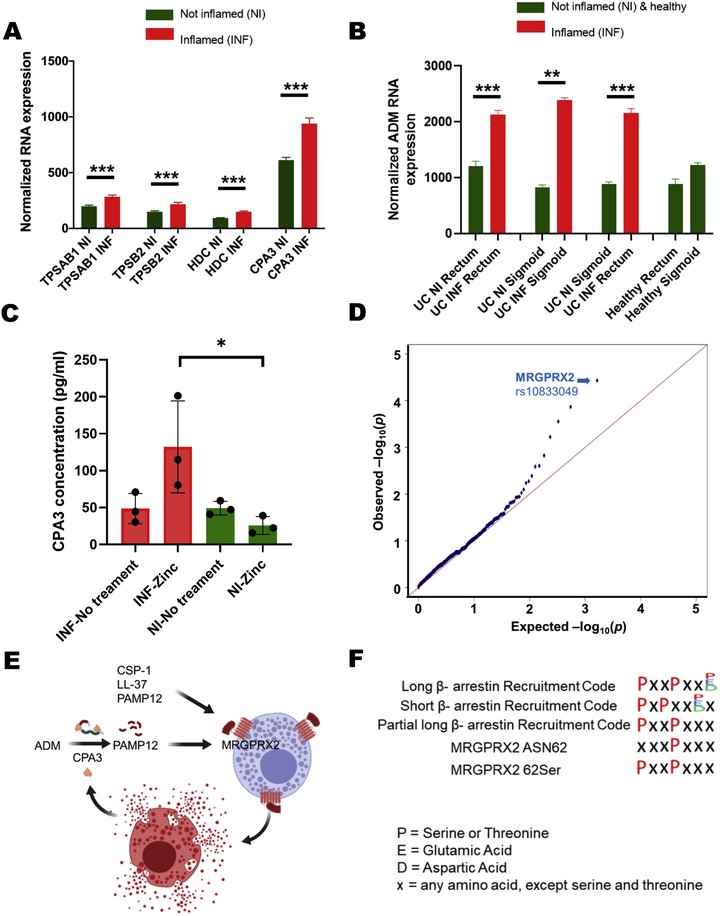 A
Not inflamed (NI)
Inflamed (INF)
Normalized RNA expression
1500
1000
500
0
***
***
***
***
TPSAB1 NI
TPSAB1 INF
TPSB2 NI
TPSB2 INF
HDC NI
HDC INF
CPA3 NI
CPA3 INF
B
Not inflamed (NI) & healthy
Inflamed (INF)
Normalized ADM RNA
expression
3000
2000
1000
0
***
**
***
UC NI Rectum
UC INF Rectum
UC NI Sigmoid
UC INF Sigmoid
UC NI Sigmoid
UC INF Rectum
Healthy Rectum
Healthy Sigmoid
C
CPA3 concentration (pg/ml)
250
200
150
100
50
0
*
INF-No treament
INF-Zinc
NI-No treatment
NI-Zinc
D
Observed –log10(p)
5
4
3
2
1
0
MRGPRX2
rs10833049
0 1 2 3 4 5
Expected –log10(p)
E
CSP-1
LL-37
PAMP12
ADM
CPA3
PAMP12
MRGPRX2
F
Long β- arrestin Recruitment Code PxxPxxP/E/D
Short β- arrestin Recruitment Code PxPxxP/E/Dx
Partial long β- arrestin Recruitment Code PxxPxxx
MRGPRX2 ASN62 xxxPxxx
MRGPRX2 62Ser PxxPxxx
P = Serine or Threonine
E = Glutamic Acid
D = Aspartic Acid
x = any amino acid, except serine and threonine